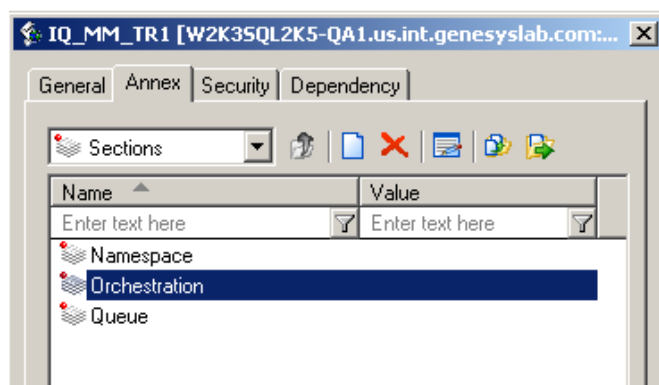 IQ_MM_TR1 [W2K3SQL2K5-QA1.us.int.genesyslab.com:...
General Annex Security Dependency
Sections
Name Value
Enter text here Enter text here
Namespace
Orchestration
Queue